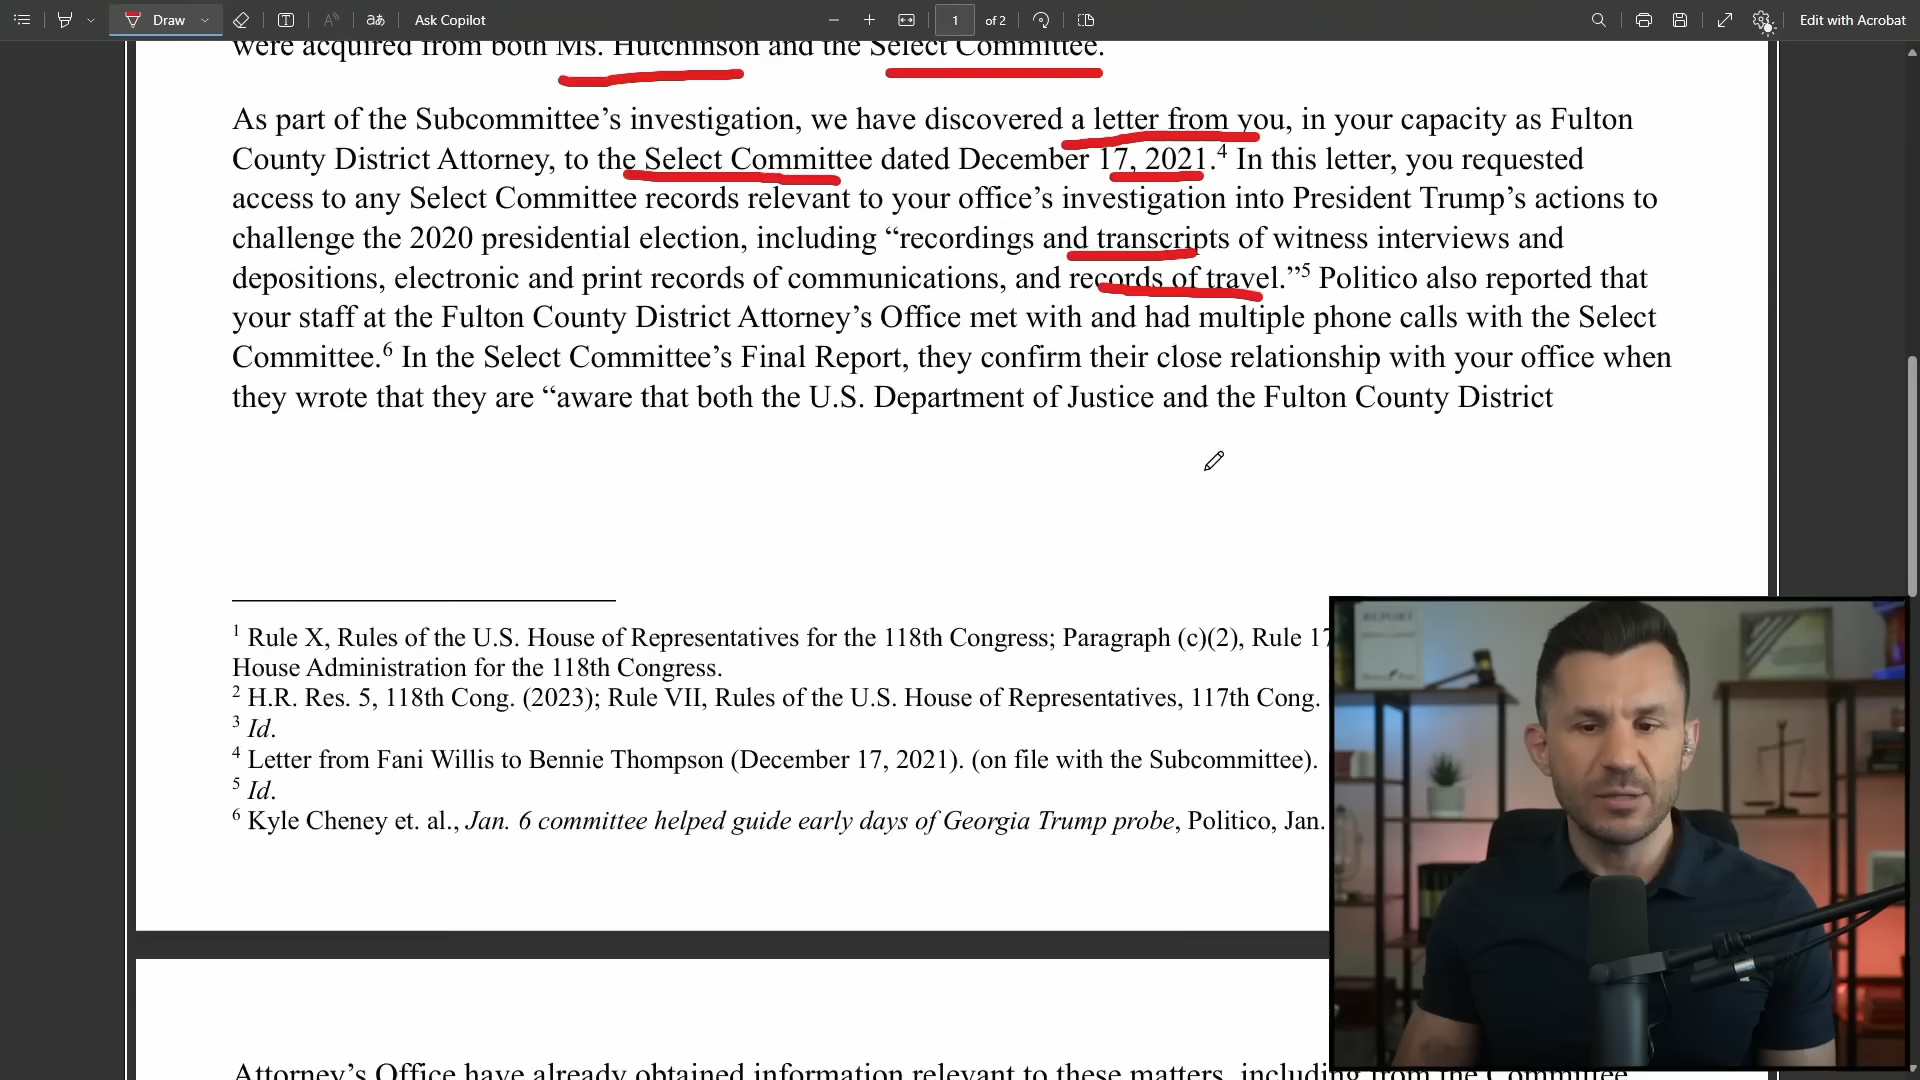 Draw
aあ
Ask Copilot
1
of 2
Edit with Acrobat
were acquired from both Ms. Hutchinson and the Select Committee.
As part of the Subcommittee’s investigation, we have discovered a letter from you, in your capacity as Fulton
County District Attorney, to the Select Committee dated December 17, 2021.4 In this letter, you requested
access to any Select Committee records relevant to your office’s investigation into President Trump’s actions to
challenge the 2020 presidential election, including “recordings and transcripts of witness interviews and
depositions, electronic and print records of communications, and records of travel.”5 Politico also reported that
your staff at the Fulton County District Attorney’s Office met with and had multiple phone calls with the Select
Committee.6 In the Select Committee’s Final Report, they confirm their close relationship with your office when
they wrote that they are “aware that both the U.S. Department of Justice and the Fulton County District
1 Rule X, Rules of the U.S. House of Representatives for the 118th Congress; Paragraph (c)(2), Rule 17
House Administration for the 118th Congress.
2 H.R. Res. 5, 118th Cong. (2023); Rule VII, Rules of the U.S. House of Representatives, 117th Cong.
3 Id.
4 Letter from Fani Willis to Bennie Thompson (December 17, 2021). (on file with the Subcommittee).
5 Id.
6 Kyle Cheney et. al., Jan. 6 committee helped guide early days of Georgia Trump probe, Politico, Jan.
REPORT
Attorney’s Office have already obtained information relevant to these matters, including from the Committee